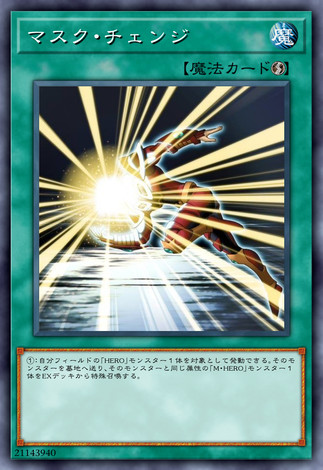 マスク・チェンジ
魔
【魔法カード】
①:自分フィールドの「HERO」モンスター1体を対象として発動できる。そのモ
ンスターを墓地へ送り、そのモンスターと同じ属性の「M・HERO」モンスター1
体をEXデッキから特殊召喚する。
21143940